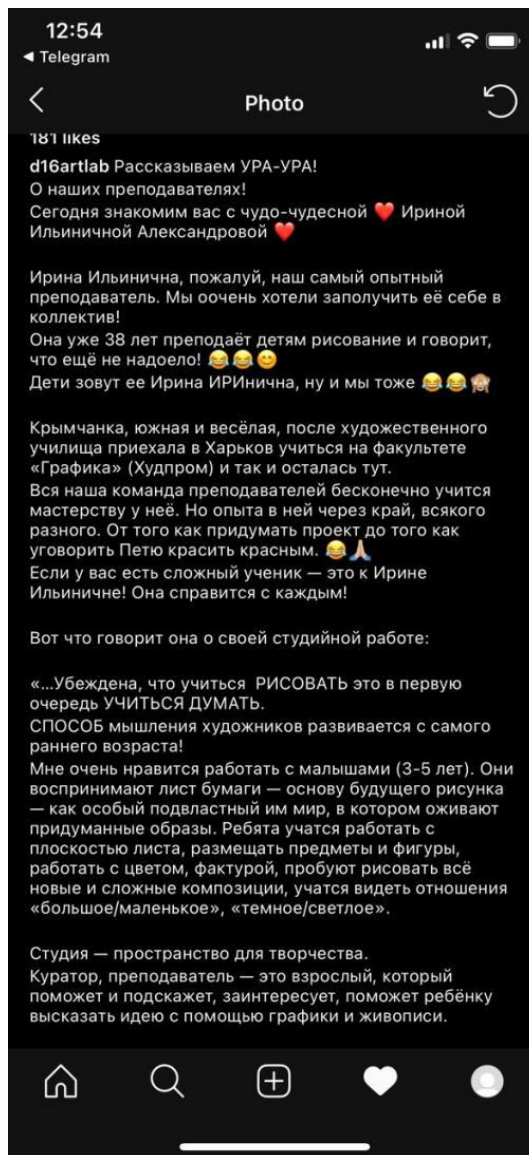 12:54
◀ Telegram
Photo
181 likes
d16artlab Рассказываем УРА-УРА!
О наших преподавателях!
Сегодня знакомим вас с чудо-чудесной ❤️ Ириной
Ильиничной Александровой ❤️
Ирина Ильинична, пожалуй, наш самый опытный
преподаватель. Мы оочень хотели заполучить её себе в
коллектив!
Она уже 38 лет преподаёт детям рисование и говорит,
что ещё не надоело! 😂😂😊
Дети зовут ее Ирина ИРИнична, ну и мы тоже 😂😂🙈
Крымчанка, южная и весёлая, после художественного
училища приехала в Харьков учиться на факультете
«Графика» (Худпром) и так и осталась тут.
Вся наша команда преподавателей бесконечно учится
мастерству у неё. Но опыта в ней через край, всякого
разного. От того как придумать проект до того как
уговорить Петю красить красным. 😂🙏🏼
Если у вас есть сложный ученик — это к Ирине
Ильиничне! Она справится с каждым!
Вот что говорит она о своей студийной работе:
«...Убеждена, что учиться РИСОВАТЬ это в первую
очередь УЧИТЬСЯ ДУМАТЬ.
СПОСОБ мышления художников развивается с самого
раннего возраста!
Мне очень нравится работать с малышами (3-5 лет). Они
воспринимают лист бумаги — основу будущего рисунка
— как особый подвластный им мир, в котором оживают
придуманные образы. Ребята учатся работать с
плоскостью листа, размещать предметы и фигуры,
работать с цветом, фактурой, пробуют рисовать всё
новые и сложные композиции, учатся видеть отношения
«большое/маленькое», «темное/светлое».
Студия — пространство для творчества.
Куратор, преподаватель — это взрослый, который
поможет и подскажет, заинтересует, поможет ребёнку
высказать идею с помощью графики и живописи.